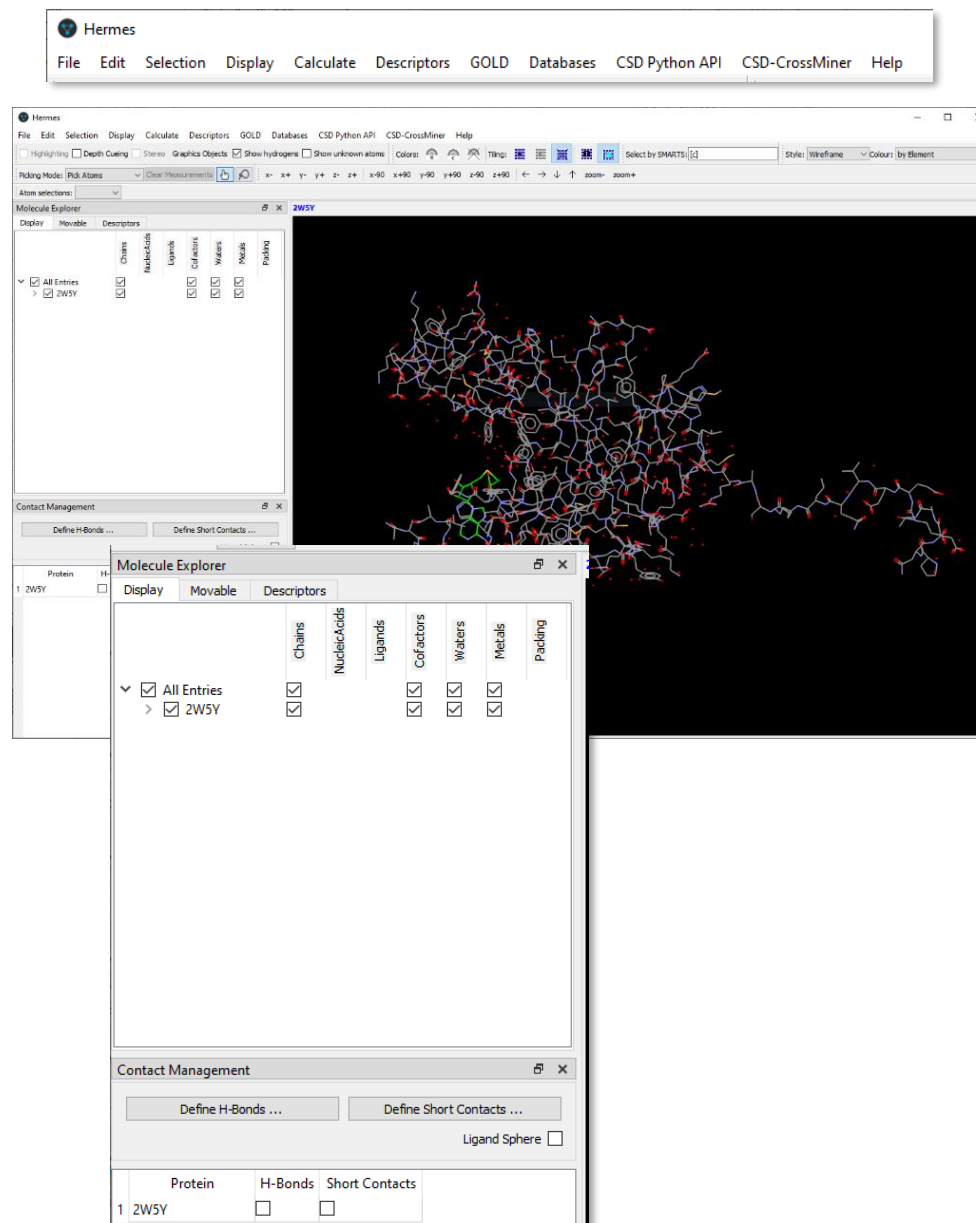 Hermes
File Edit Selection Display Calculate Descriptors GOLD Databases CSD Python API CSD-CrossMiner Help
Hermes
File Edit Selection Display Calculate Descriptors GOLD Databases CSD Python API CSD-CrossMiner Help
Highlighting Depth Cueing Stereo Graphics Objects Show hydrogens Show unknown atoms Colors: Tiling: Select by SMARTS: [c] Style: Wireframe Colour: by Element
Picking Mode: Pick Atoms Clear Measurements x- x+ y- y+ z- z+ x-90 x+90 y-90 y+90 z-90 z+90 ← → ↓ ↑ zoom- zoom+
Atom selections:
Molecule Explorer
2W5Y
Display Movable Descriptors
Chains NucleicAcids Ligands Cofactors Waters Metals Packing
All Entries
2W5Y
Contact Management
Define H-Bonds ... Define Short Contacts ...
Protein H-
1 2W5Y
Molecule Explorer
Display Movable Descriptors
Chains NucleicAcids Ligands Cofactors Waters Metals Packing
All Entries
2W5Y
Contact Management
Define H-Bonds ... Define Short Contacts ...
Ligand Sphere
Protein H-Bonds Short Contacts
1 2W5Y